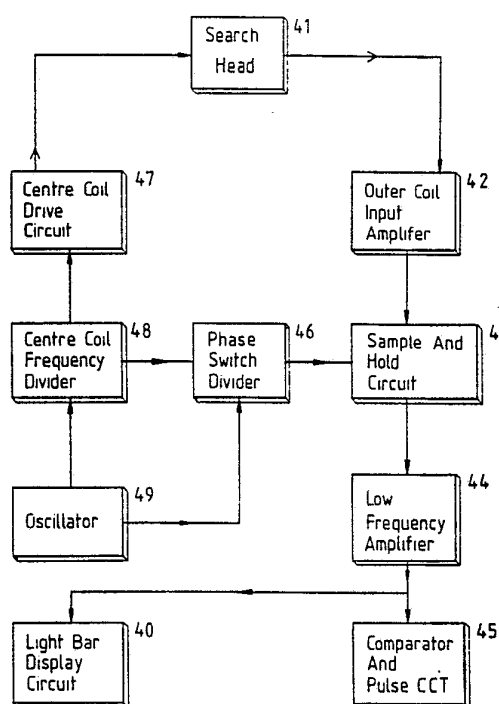 41
Search
Head
Centre Coil
Drive
Circuit
47
Outer Coil
Input
Amplifer
42
Centre Coil
Frequency
Divider
48
Phase
Switch
Divider
46
Sample And
Hold
Circuit
4
Oscillator
49
Low
Frequency
Amplifier
44
Light Bar
Display
Circuit
40
Comparator
And
Pulse CCT
45